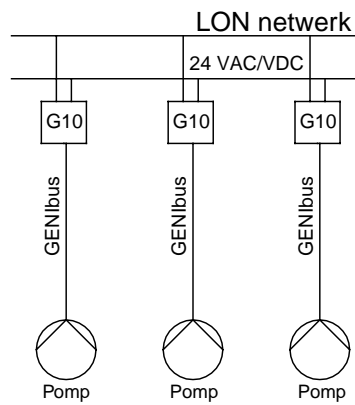 LON netwerk
24 VAC/VDC
G10 G10 G10
GENIbus GENIbus GENIbus
Pomp Pomp Pomp